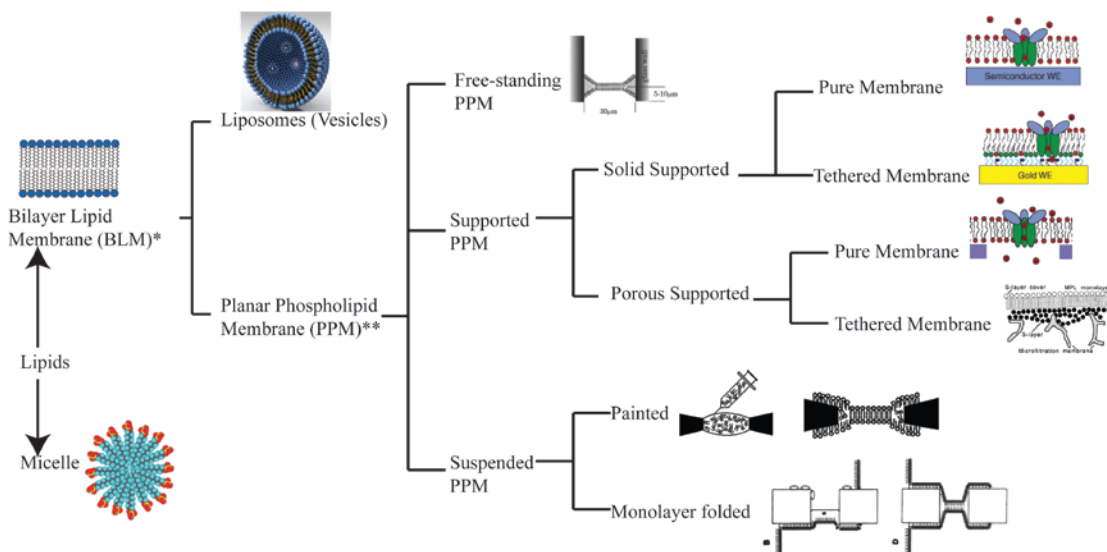 Free-standing
PPM
5-10μm
30μm
Semiconductor WE
Pure Membrane
Liposomes (Vesicles)
Solid Supported
Tethered Membrane
Gold WE
Bilayer Lipid
Membrane (BLM)*
Supported
PPM
Pure Membrane
Planar Phospholipid
Membrane (PPM)**
Porous Supported
S-layer cover
MPL monolayer
Tethered Membrane
S-layer
Microfiltration membrane
Lipids
Painted
Micelle
Suspended
PPM
Monolayer folded